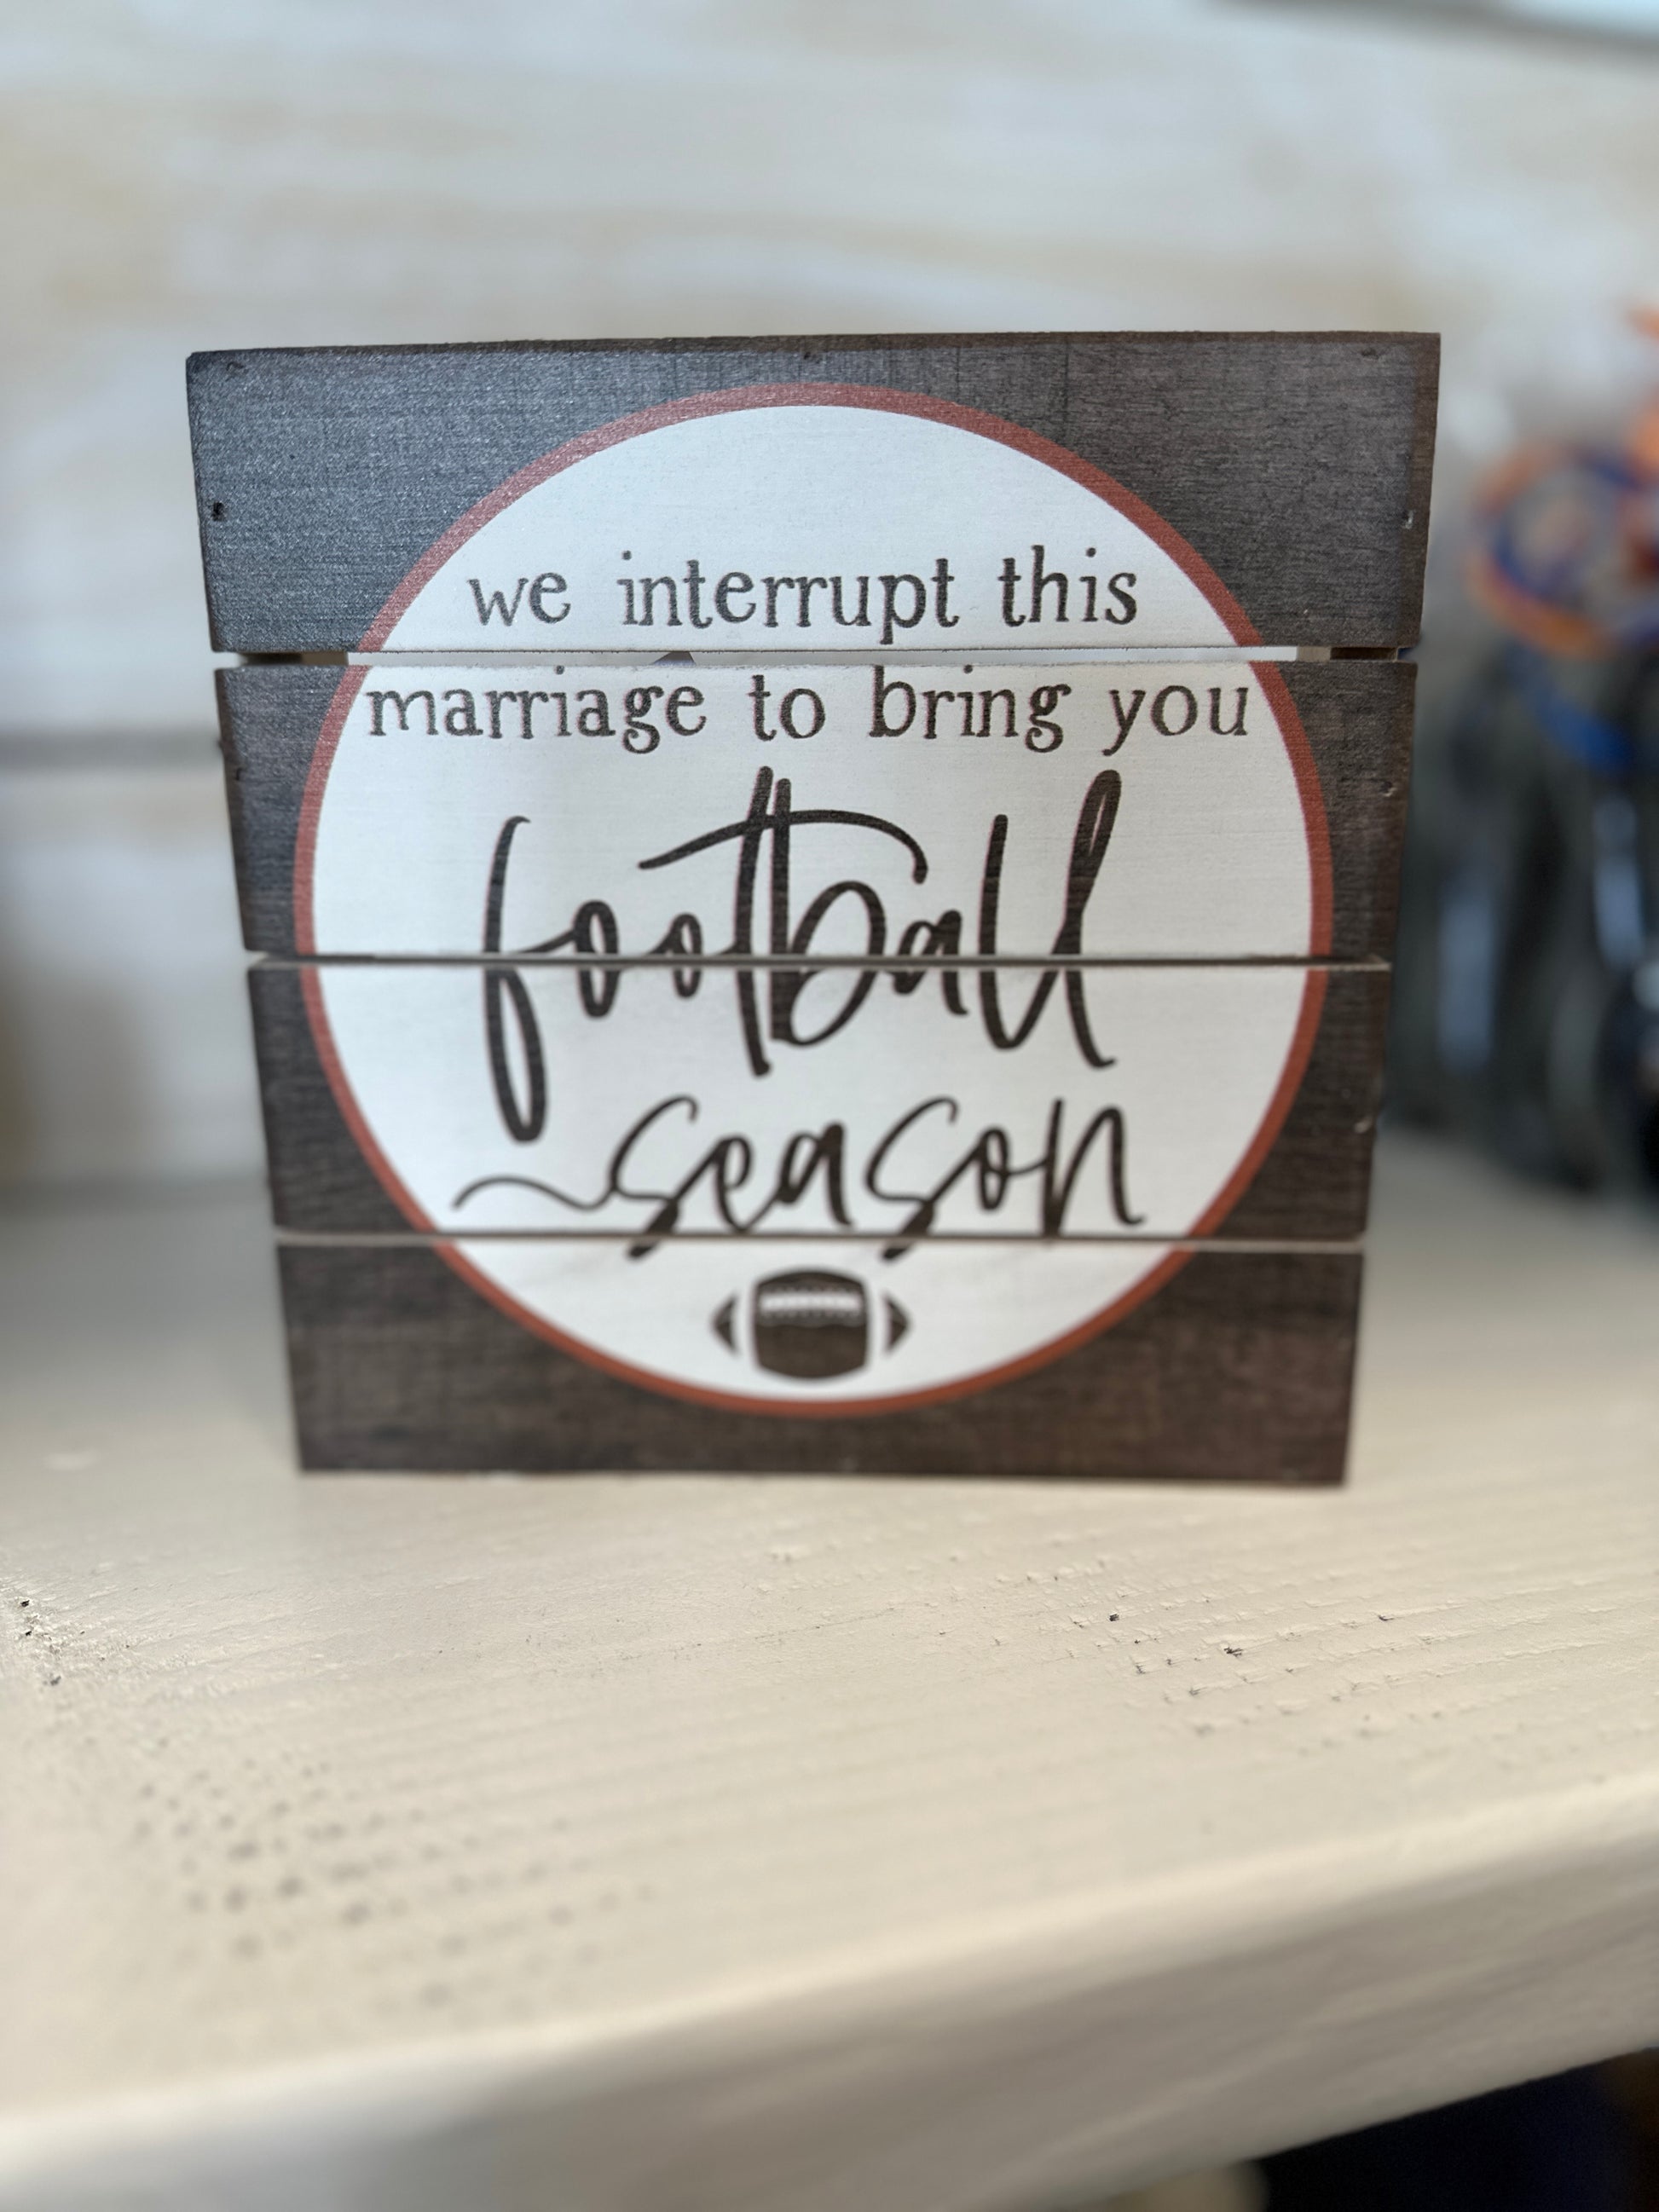 we interrupt this
marriage to bring you
football
season